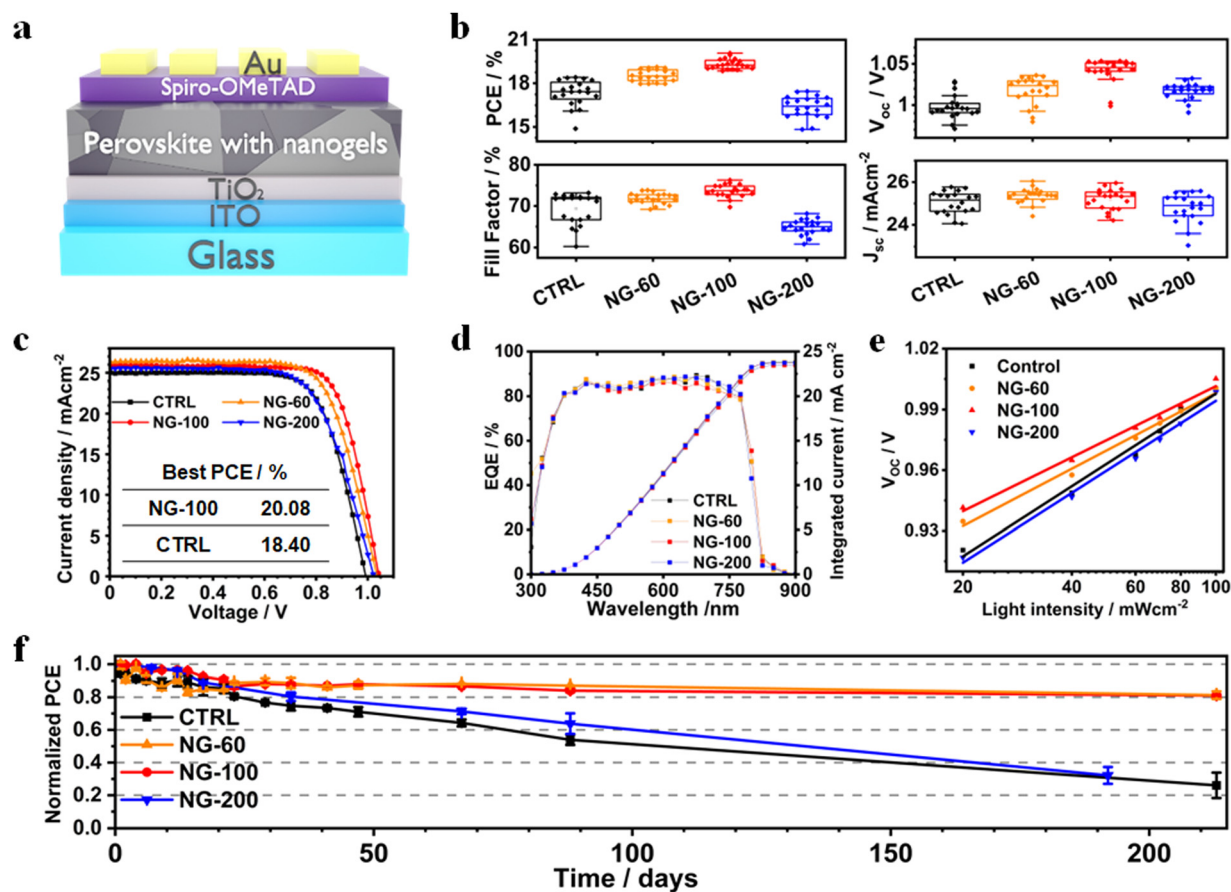 a
Au
Spiro-OMeTAD
Perovskite with nanogels
TiO2
ITO
Glass
b
PCE / %
21
18
15
Fill Factor / %
80
70
60
CTRL
NG-60
NG-100
NG-200
Voc / V
1.05
1
Jsc / mAcm-2
26
25
24
23
CTRL
NG-60
NG-100
NG-200
c
Current density / mAcm-2
25
20
15
10
5
0
CTRL
NG-60
NG-100
NG-200
Best PCE / %
NG-100 20.08
CTRL 18.40
0.0 0.2 0.4 0.6 0.8 1.0
Voltage / V
d
EQE / %
100
80
60
40
20
0
CTRL
NG-60
NG-100
NG-200
25
20
15
10
5
0
Integrated current / mA cm-2
300 450 600 750 900
Wavelength /nm
e
VOC / V
1.02
0.99
0.96
0.93
Control
NG-60
NG-100
NG-200
20 40 60 80 100
Light intensity / mWcm-2
f
Normalized PCE
1.0
0.8
0.6
0.4
0.2
0.0
CTRL
NG-60
NG-100
NG-200
0 50 100 150 200
Time / days